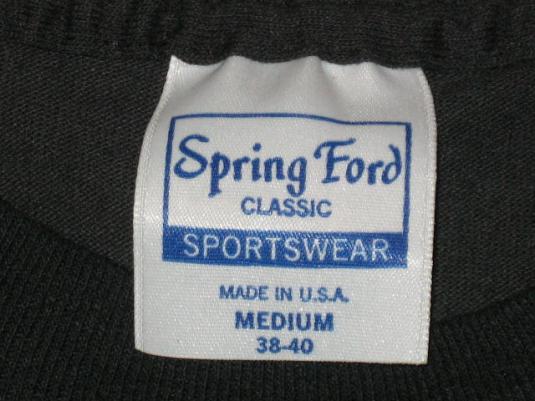 Spring Ford
CLASSIC
SPORTSWEAR
MADE IN U.S.A.
MEDIUM
38-40